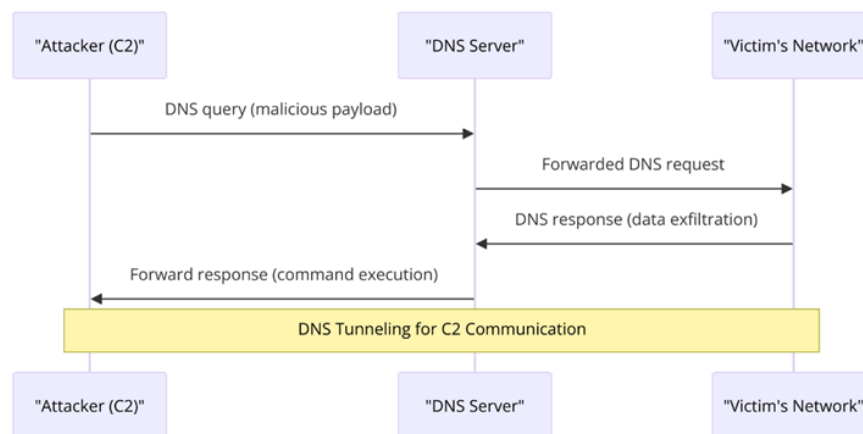 "Attacker (C2)"
"DNS Server"
"Victim's Network"
DNS query (malicious payload)
Forwarded DNS request
DNS response (data exfiltration)
Forward response (command execution)
DNS Tunneling for C2 Communication
"Attacker (C2)"
"DNS Server"
"Victim's Network"